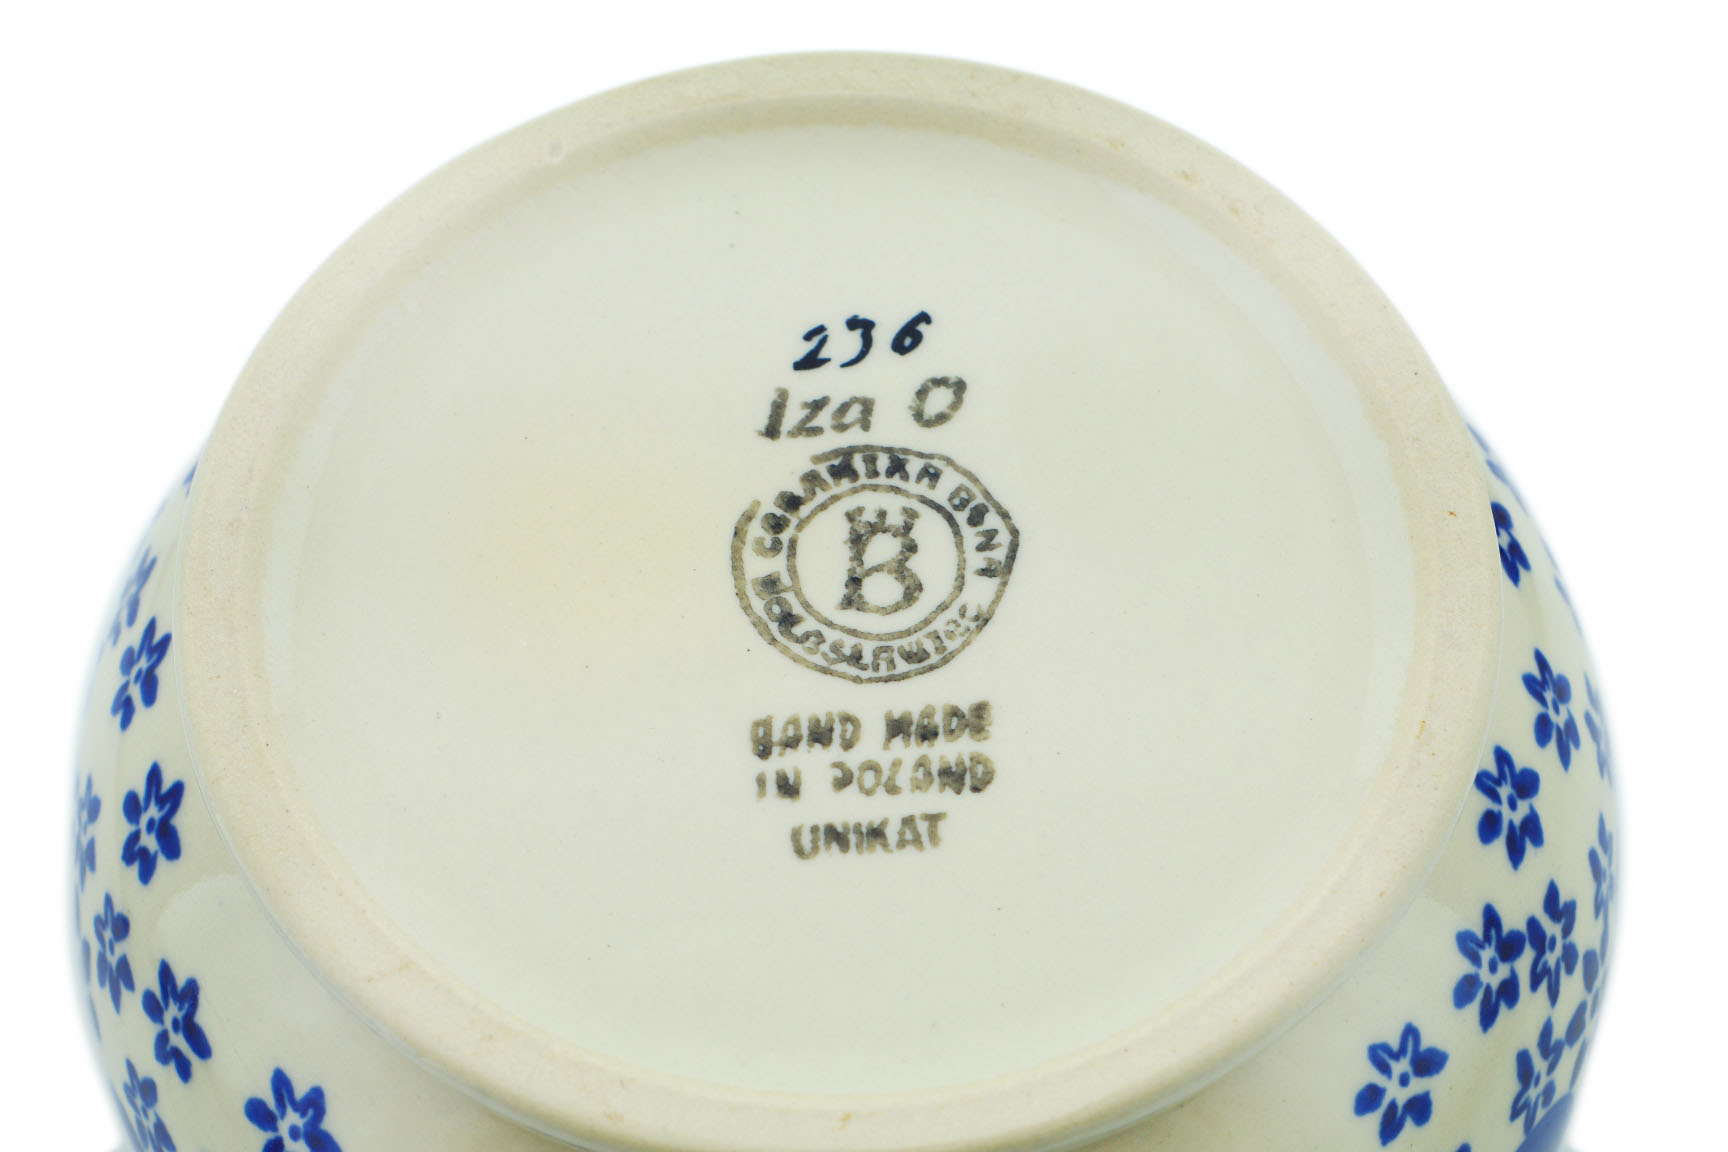 236
Iza O
CERAMIKA BONA
BOLESŁAWIEC
B
HAND MADE
IN POLAND
UNIKAT